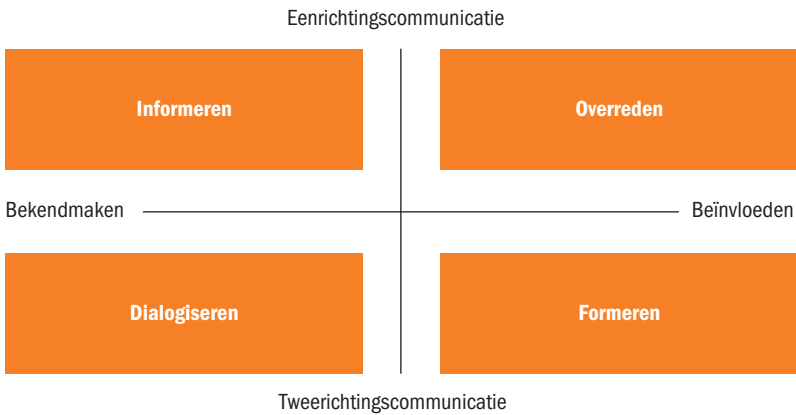 Eenrichtingscommunicatie
Informeren
Overreden
Bekendmaken
Beïnvloeden
Dialogiseren
Formeren
Tweerichtingscommunicatie